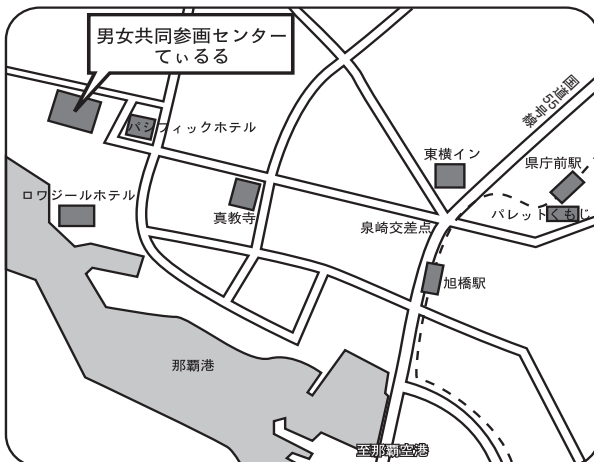 男女共同参画センター
てぃるる
パシフィックホテル
国道55号線
東横イン
県庁前駅
ロワジールホテル
真教寺
パレットくもじ
泉崎交差点
旭橋駅
那覇港
至那覇空港